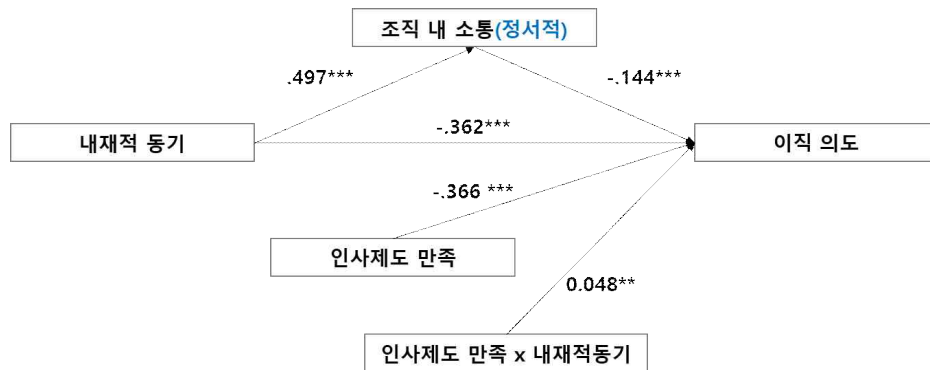 조직 내 소통(정서적)
.497***
-.144***
내재적 동기
-.362***
이직 의도
-.366 ***
인사제도 만족
0.048**
인사제도 만족 x 내재적동기